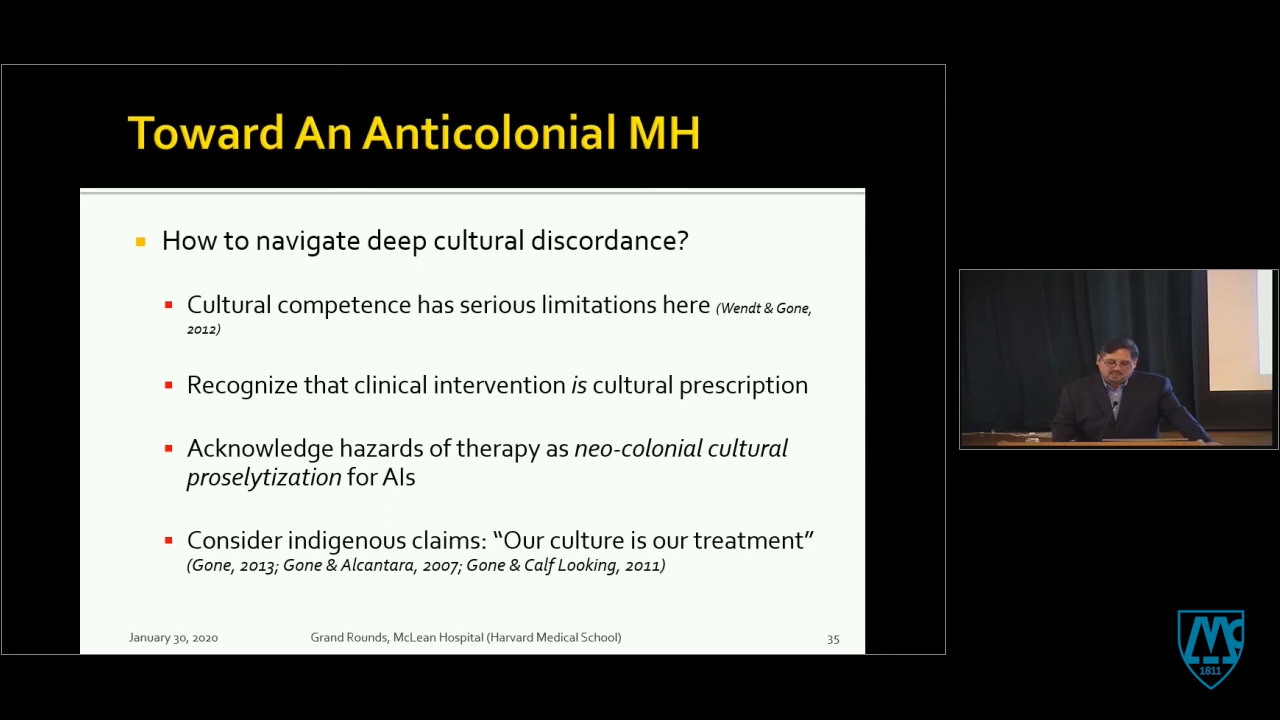 Toward An Anticolonial MH
How to navigate deep cultural discordance?
Cultural competence has serious limitations here (Wendt & Gone,
2012)
Recognize that clinical intervention is cultural prescription
Acknowledge hazards of therapy as neo-colonial cultural
proselytization for AIs
Consider indigenous claims: “Our culture is our treatment”
(Gone, 2013; Gone & Alcantara, 2007; Gone & Calf Looking, 2011)
January 30, 2020 Grand Rounds, McLean Hospital (Harvard Medical School) 35
Mc
1811